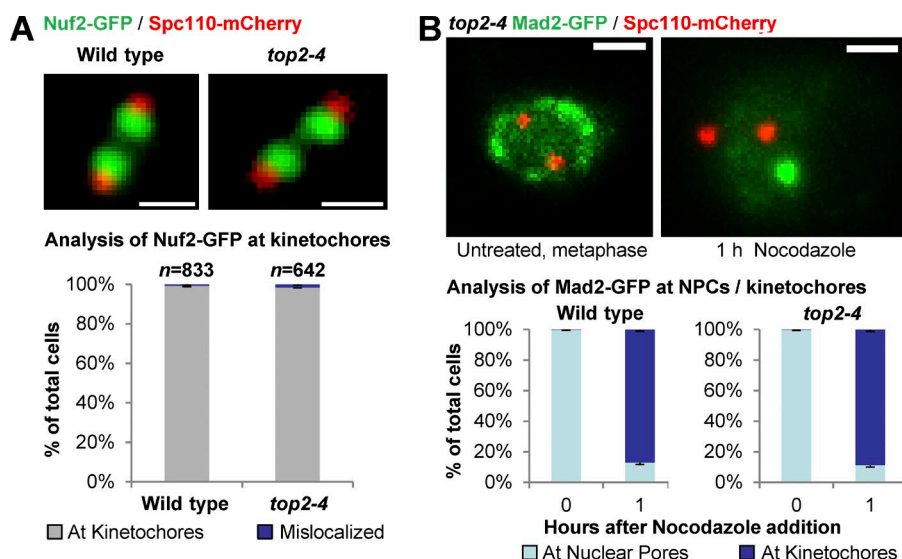 A Nuf2-GFP / Spc110-mCherry
Wild type top2-4
Analysis of Nuf2-GFP at kinetochores
n=833 n=642
% of total cells
100%
80%
60%
40%
20%
0%
Wild type top2-4
At Kinetochores Mislocalized
B top2-4 Mad2-GFP / Spc110-mCherry
Untreated, metaphase 1 h Nocodazole
Analysis of Mad2-GFP at NPCs / kinetochores
Wild type top2-4
% of total cells
100%
80%
60%
40%
20%
0%
0 1
100%
80%
60%
40%
20%
0%
0 1
Hours after Nocodazole addition
At Nuclear Pores At Kinetochores